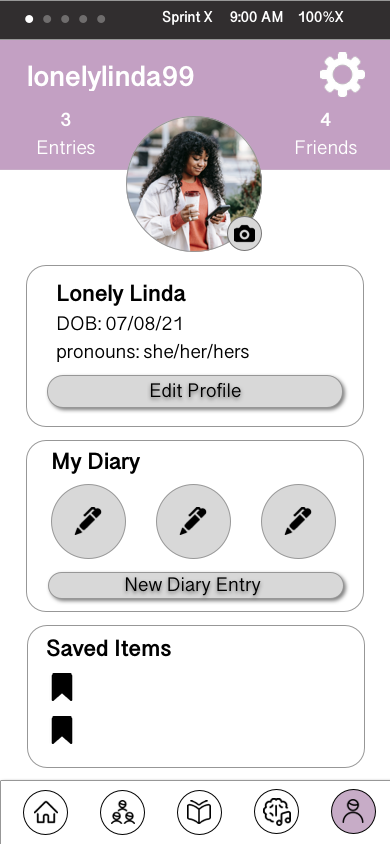 Sprint X 9:00 AM 100%X
lonelylinda99
3 4
Entries Friends
Lonely Linda
DOB: 07/08/21
pronouns: she/her/hers
Edit Profile
My Diary
New Diary Entry
Saved Items